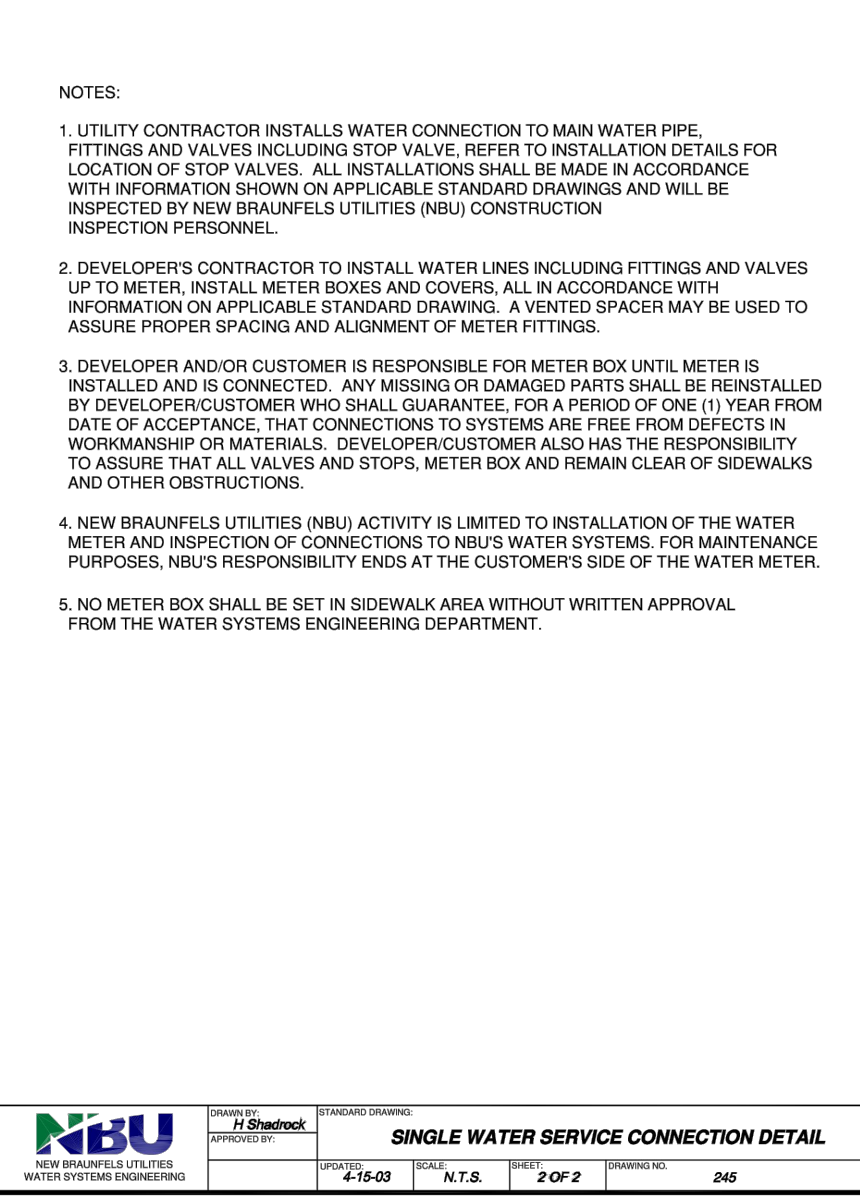 NOTES:
1. UTILITY CONTRACTOR INSTALLS WATER CONNECTION TO MAIN WATER PIPE,
FITTINGS AND VALVES INCLUDING STOP VALVE, REFER TO INSTALLATION DETAILS FOR
LOCATION OF STOP VALVES.  ALL INSTALLATIONS SHALL BE MADE IN ACCORDANCE
WITH INFORMATION SHOWN ON APPLICABLE STANDARD DRAWINGS AND WILL BE
INSPECTED BY NEW BRAUNFELS UTILITIES (NBU) CONSTRUCTION
INSPECTION PERSONNEL.
2. DEVELOPER'S CONTRACTOR TO INSTALL WATER LINES INCLUDING FITTINGS AND VALVES
UP TO METER, INSTALL METER BOXES AND COVERS, ALL IN ACCORDANCE WITH
INFORMATION ON APPLICABLE STANDARD DRAWING.  A VENTED SPACER MAY BE USED TO
ASSURE PROPER SPACING AND ALIGNMENT OF METER FITTINGS.
3. DEVELOPER AND/OR CUSTOMER IS RESPONSIBLE FOR METER BOX UNTIL METER IS
INSTALLED AND IS CONNECTED.  ANY MISSING OR DAMAGED PARTS SHALL BE REINSTALLED
BY DEVELOPER/CUSTOMER WHO SHALL GUARANTEE, FOR A PERIOD OF ONE (1) YEAR FROM
DATE OF ACCEPTANCE, THAT CONNECTIONS TO SYSTEMS ARE FREE FROM DEFECTS IN
WORKMANSHIP OR MATERIALS.  DEVELOPER/CUSTOMER ALSO HAS THE RESPONSIBILITY
TO ASSURE THAT ALL VALVES AND STOPS, METER BOX AND REMAIN CLEAR OF SIDEWALKS
AND OTHER OBSTRUCTIONS.
4. NEW BRAUNFELS UTILITIES (NBU) ACTIVITY IS LIMITED TO INSTALLATION OF THE WATER
METER AND INSPECTION OF CONNECTIONS TO NBU'S WATER SYSTEMS. FOR MAINTENANCE
PURPOSES, NBU'S RESPONSIBILITY ENDS AT THE CUSTOMER'S SIDE OF THE WATER METER.
5. NO METER BOX SHALL BE SET IN SIDEWALK AREA WITHOUT WRITTEN APPROVAL
FROM THE WATER SYSTEMS ENGINEERING DEPARTMENT.
NBU
NEW BRAUNFELS UTILITIES
WATER SYSTEMS ENGINEERING
DRAWN BY:
H Shadrock
APPROVED BY:
STANDARD DRAWING:
SINGLE WATER SERVICE CONNECTION DETAIL
UPDATED:
4-15-03
SCALE:
N.T.S.
SHEET:
2 OF 2
DRAWING NO.
245